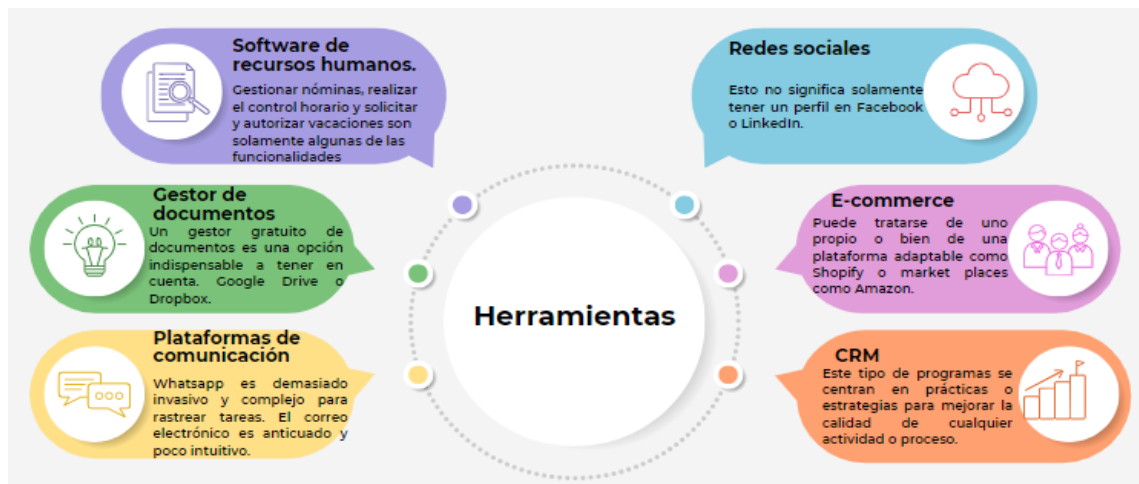 Software de
recursos humanos.
Gestionar nóminas, realizar
el control horario y solicitar
y autorizar vacaciones son
solamente algunas de las
funcionalidades
Redes sociales
Esto no significa solamente
tener un perfil en Facebook
o LinkedIn.
Gestor de
documentos
Un gestor gratuito de
documentos es una opción
indispensable a tener en
cuenta. Google Drive o
Dropbox.
E-commerce
Puede tratarse de uno
propio o bien de una
plataforma adaptable como
Shopify o market places
como Amazon.
Herramientas
Plataformas de
comunicación
Whatsapp es demasiado
invasivo y complejo para
rastrear tareas. El correo
electrónico es anticuado y
poco intuitivo.
CRM
Este tipo de programas se
centran en prácticas o
estrategias para mejorar la
calidad de cualquier
actividad o proceso.